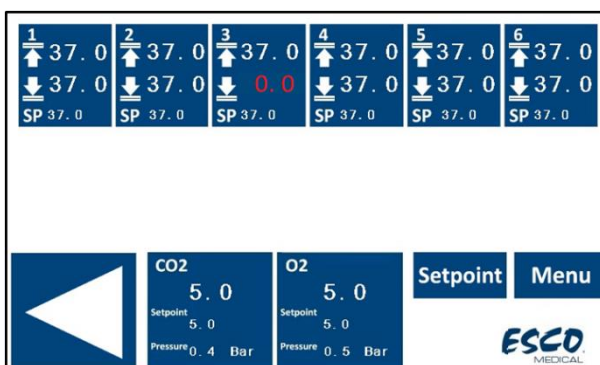 1 2 3 4 5 6
37.0 37.0 37.0 37.0 37.0 37.0
37.0 37.0 0.0 37.0 37.0 37.0
SP 37.0 SP 37.0 SP 37.0 SP 37.0 SP 37.0 SP 37.0
CO2
5.0
Setpoint
5.0
Pressure 0.4 Bar
O2
5.0
Setpoint
5.0
Pressure 0.5 Bar
Setpoint
Menu
ESCO
MEDICAL